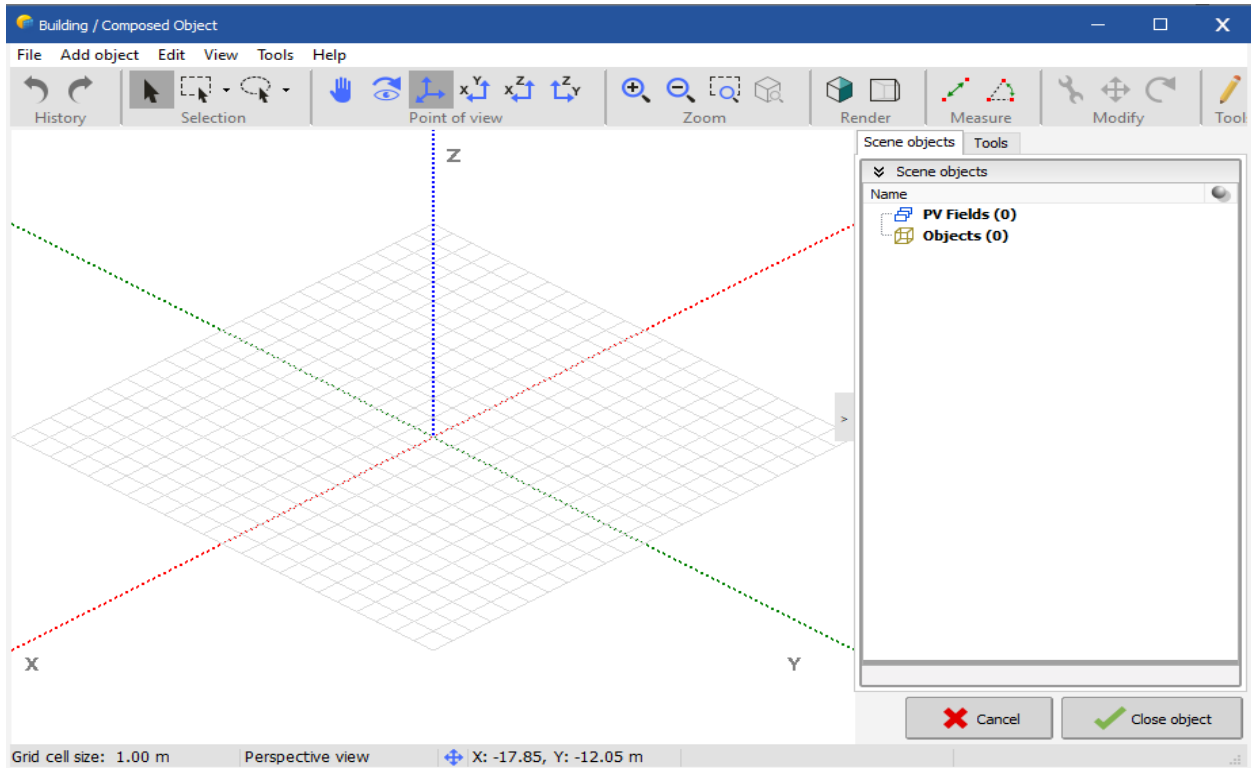 Building / Composed Object
File Add object Edit View Tools Help
X Y X Z Z Y
History Selection Point of view Zoom Render Measure Modify Tool
Scene objects Tools
Scene objects
Name
PV Fields (0)
Objects (0)
Z
>
X Y
Cancel Close object
Grid cell size: 1.00 m Perspective view X: -17.85, Y: -12.05 m